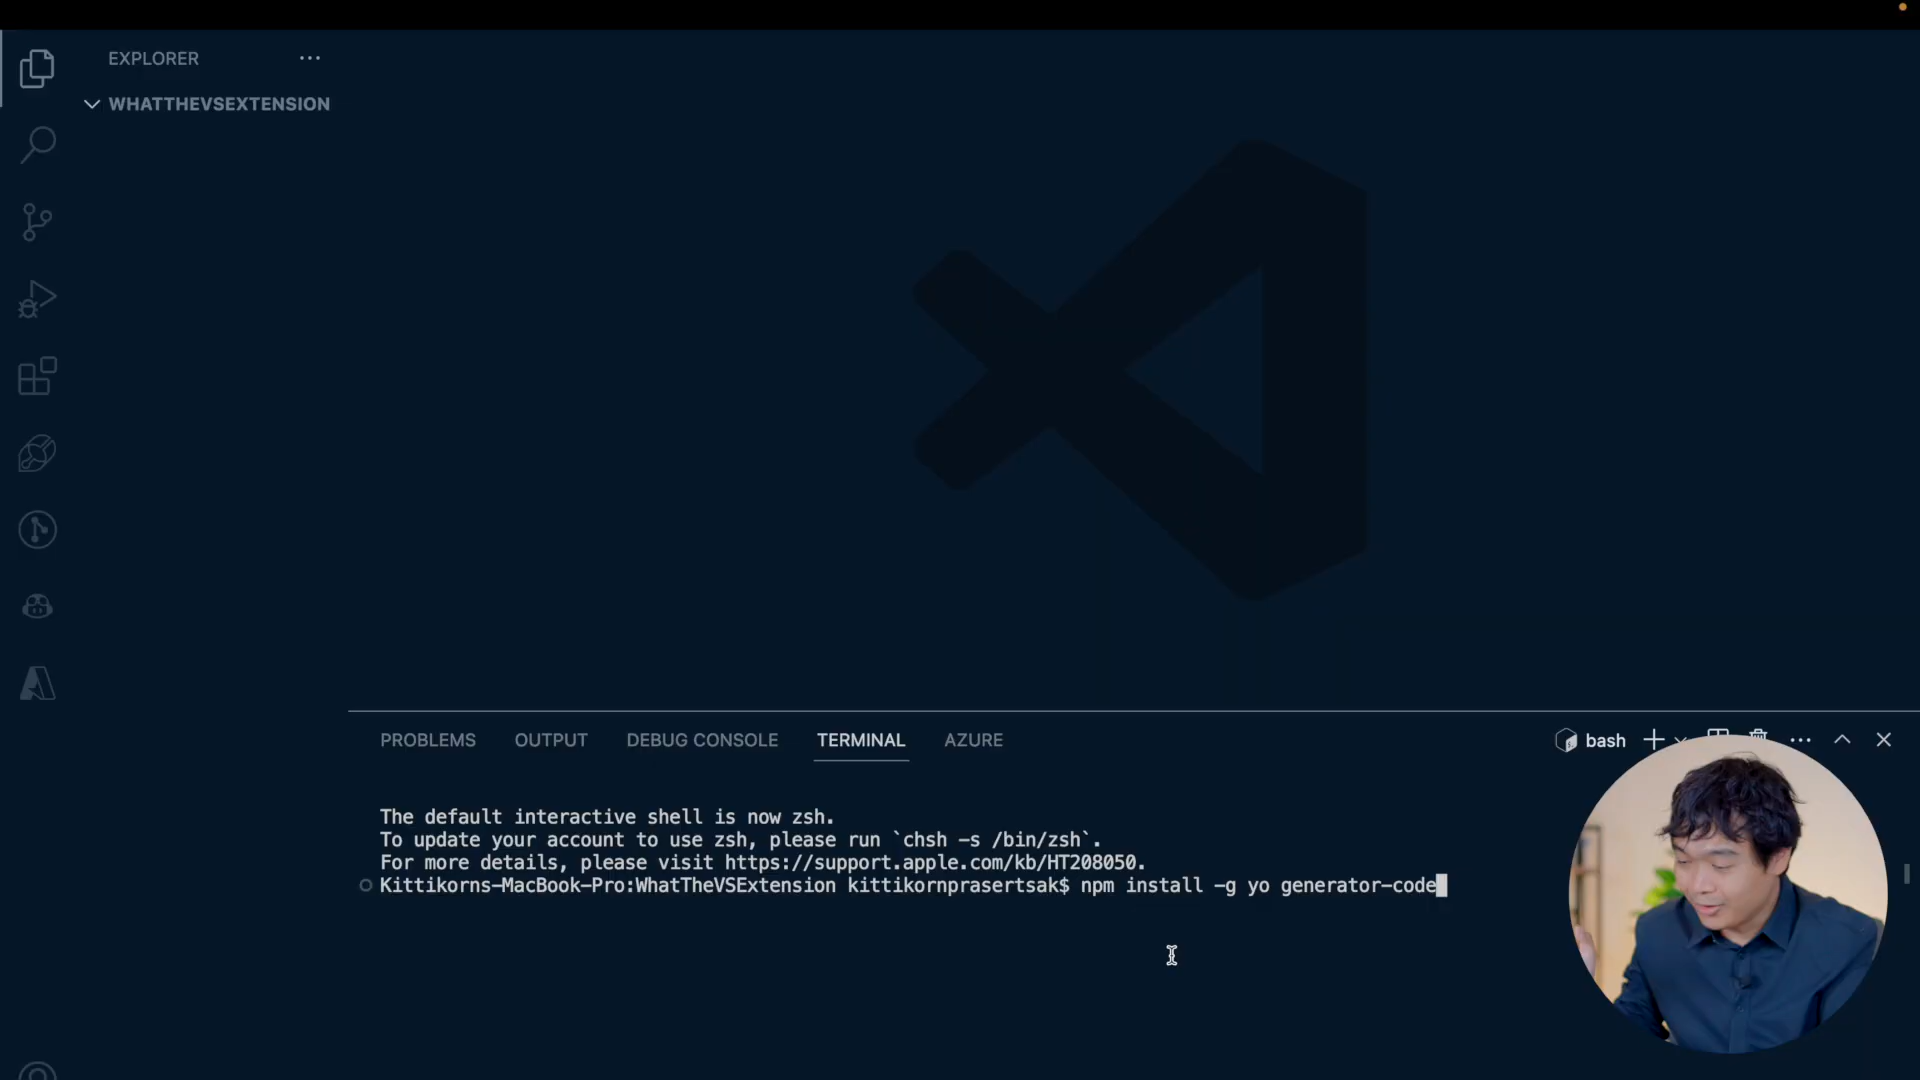 EXPLORER
WHATTHEVSEXTENSION
PROBLEMS
OUTPUT
DEBUG CONSOLE
TERMINAL
AZURE
bash
The default interactive shell is now zsh.
To update your account to use zsh, please run `chsh -s /bin/zsh`.
For more details, please visit https://support.apple.com/kb/HT208050.
Kittikorns-MacBook-Pro:WhatTheVSExtension kittikornprasertsak$ npm install -g yo generator-code